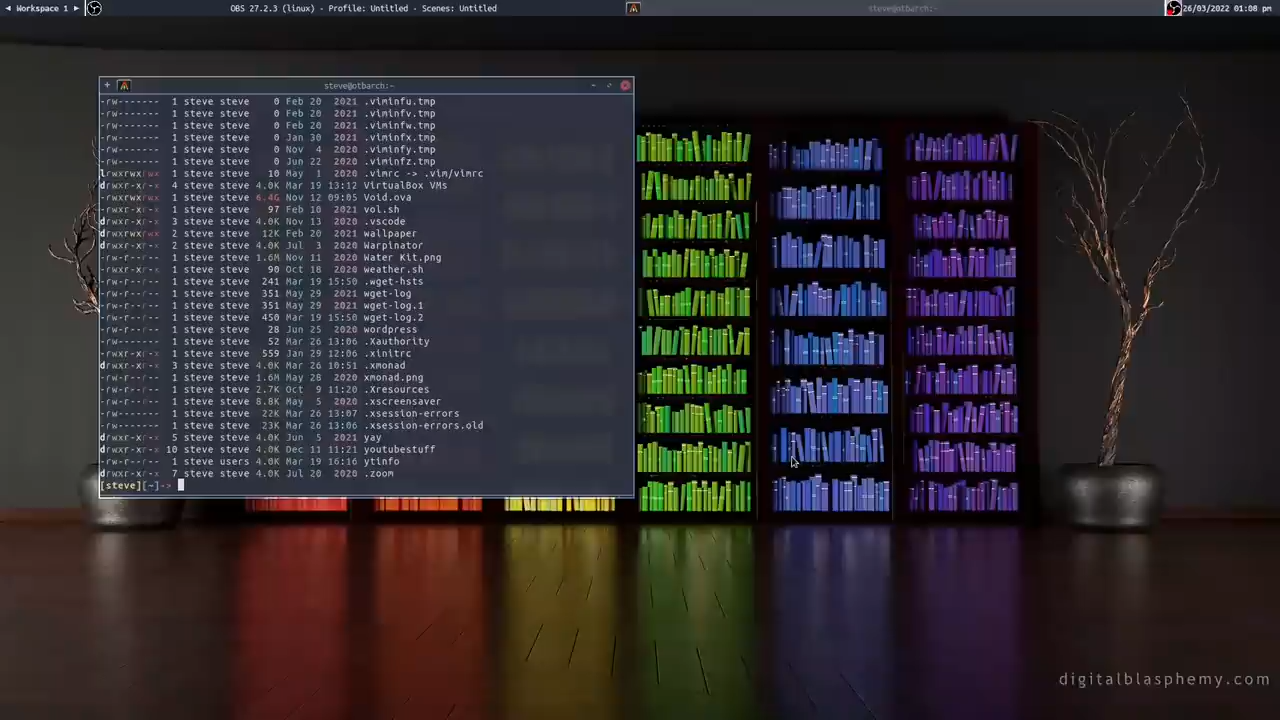 ◄ Workspace 1 ► OBS 27.2.3 (linux) - Profile: Untitled - Scenes: Untitled steve@otbarch:~ 26/03/2022 01:08 pm
+ steve@otbarch:~
-rw------- 1 steve steve 0 Feb 20 2021 .viminfu.tmp
-rw------- 1 steve steve 0 Feb 20 2021 .viminfv.tmp
-rw------- 1 steve steve 0 Feb 20 2021 .viminfw.tmp
-rw------- 1 steve steve 0 Jan 30 2021 .viminfx.tmp
-rw------- 1 steve steve 0 Nov 4 2020 .viminfy.tmp
-rw------- 1 steve steve 0 Jun 22 2020 .viminfz.tmp
lrwxrwxrwx 1 steve steve 10 May 1 2020 .vimrc -> .vim/vimrc
drwxr-xr-x 4 steve steve 4.0K Mar 19 13:12 VirtualBox VMs
-rwxrwxrwx 1 steve steve 6.4G Nov 12 09:05 Void.ova
-rwxr-xr-x 1 steve steve 97 Feb 10 2021 vol.sh
drwxr-xr-x 3 steve steve 4.0K Nov 13 2020 .vscode
drwxrwxrwx 2 steve steve 12K Feb 20 2021 wallpaper
drwxr-xr-x 2 steve steve 4.0K Jul 3 2020 Warpinator
-rw-r--r-- 1 steve steve 1.6M Nov 11 2020 Water Kit.png
-rwxr-xr-x 1 steve steve 90 Oct 18 2020 weather.sh
-rw-r--r-- 1 steve steve 241 Mar 19 15:50 .wget-hsts
-rw-r--r-- 1 steve steve 351 May 29 2021 wget-log
-rw-r--r-- 1 steve steve 351 May 29 2021 wget-log.1
-rw-r--r-- 1 steve steve 450 Mar 19 15:50 wget-log.2
-rw-r--r-- 1 steve steve 28 Jun 25 2020 wordpress
-rw------- 1 steve steve 52 Mar 26 13:06 .Xauthority
-rwxr-xr-x 1 steve steve 559 Jan 29 12:06 .xinitrc
drwxr-xr-x 3 steve steve 4.0K Mar 26 10:51 .xmonad
-rw-r--r-- 1 steve steve 1.6M May 28 2020 xmonad.png
-rw-r--r-- 1 steve steve 2.7K Oct 9 11:20 .Xresources
-rw-r--r-- 1 steve steve 8.8K May 5 2020 .xscreensaver
-rw------- 1 steve steve 22K Mar 26 13:07 .xsession-errors
-rw------- 1 steve steve 23K Mar 26 13:06 .xsession-errors.old
drwxr-xr-x 5 steve steve 4.0K Jun 5 2021 yay
drwxr-xr-x 10 steve steve 4.0K Dec 11 11:21 youtubestuff
-rw-r--r-- 1 steve users 4.0K Mar 19 16:16 ytinfo
drwxr-xr-x 7 steve steve 4.0K Jul 20 2020 .zoom
[steve][~]->
digitalblasphemy.com